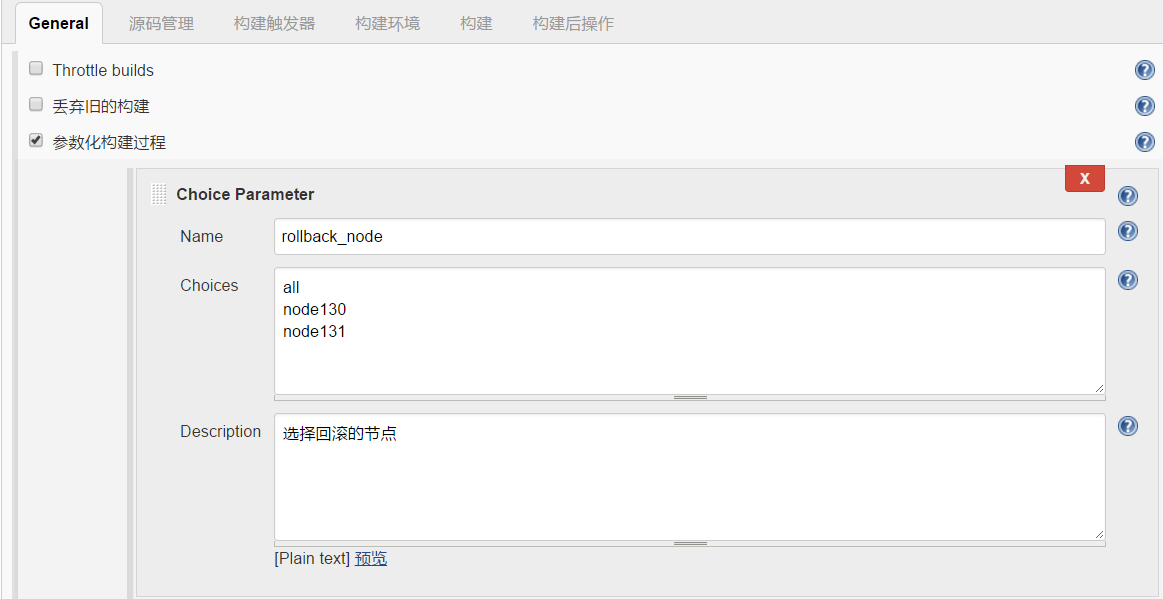 General 源码管理 构建触发器 构建环境 构建 构建后操作
Throttle builds
丢弃旧的构建
参数化构建过程
X
Choice Parameter
Name rollback_node
Choices all
node130
node131
Description 选择回滚的节点
[Plain text] 预览